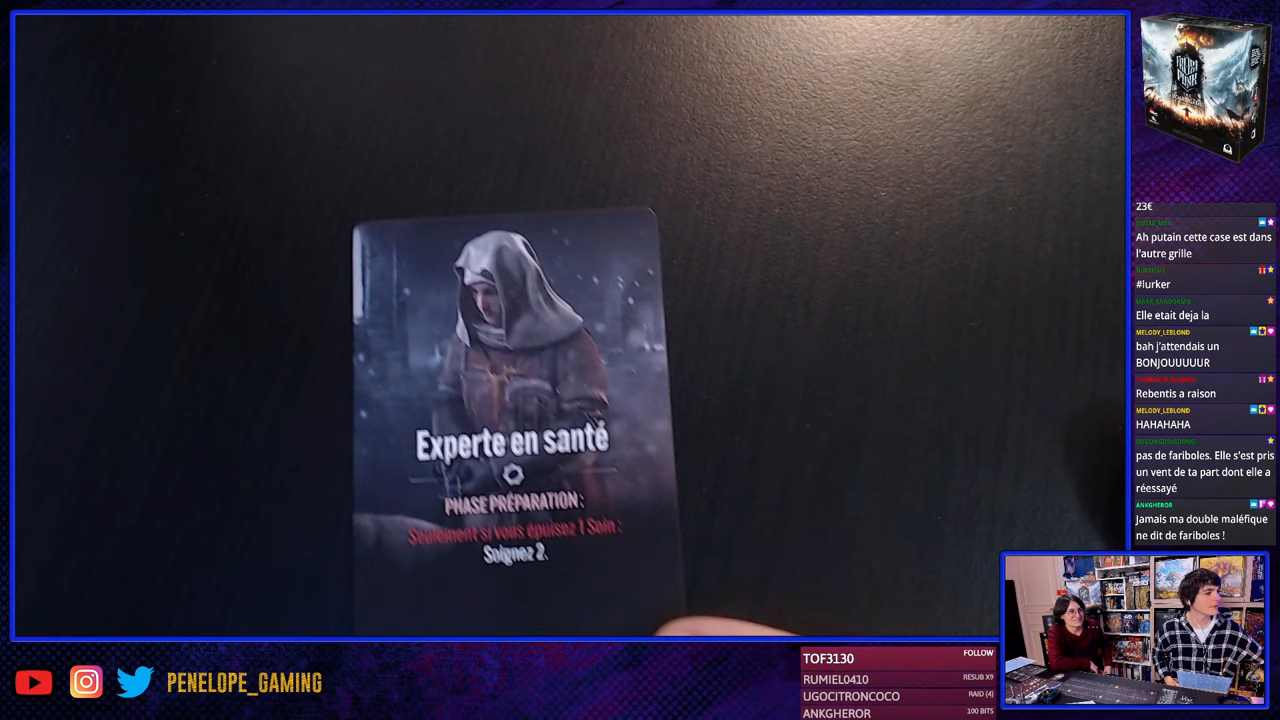 Experte en santé
PHASE PRÉPARATION :
Seulement si vous épuisez 1 Soin :
Soignez 2.
FROST
PUNK
23€
Ah putain cette case est dans
l'autre grille
#lurker
Elle etait deja la
MELODY_LEBLOND
bah j'attendais un
BONJOUUUUUR
Rebentis a raison
MELODY_LEBLOND
HAHAHAHA
pas de fariboles. Elle s'est pris
un vent de ta part dont elle a
réessayé
ANKGHEROR
Jamais ma double maléfique
ne dit de fariboles !
PENELOPE_GAMING
TOF3130 FOLLOW
RUMIEL0410 RESUB X9
UGOCITRONCOCO RAID (4)
ANKGHEROR 100 BITS